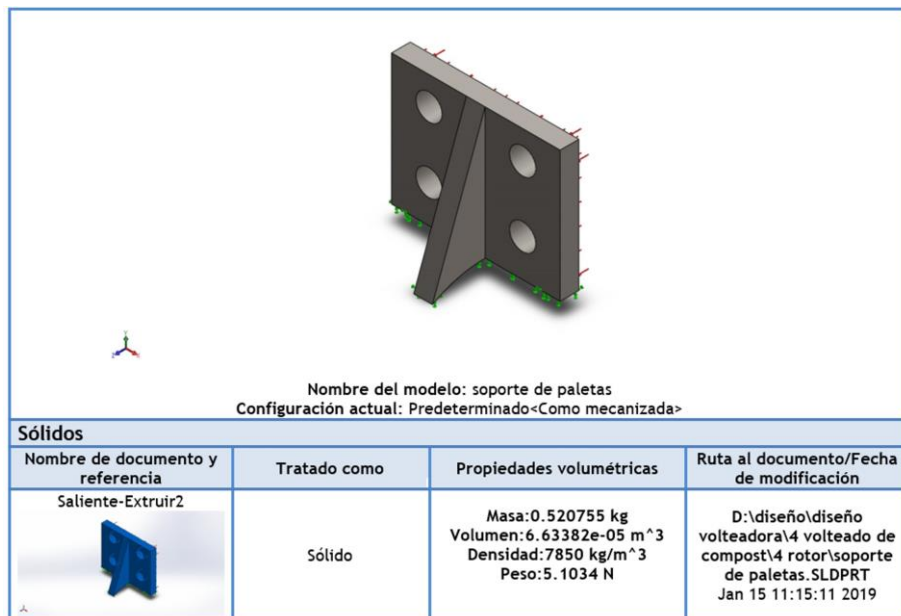 Nombre del modelo: soporte de paletas
Configuración actual: Predeterminado<Como mecanizada>
Sólidos
Nombre de documento y
referencia
Tratado como
Propiedades volumétricas
Ruta al documento/Fecha
de modificación
Saliente-Extruir2
Sólido
Masa:0.520755 kg
Volumen:6.63382e-05 m^3
Densidad:7850 kg/m^3
Peso:5.1034 N
D:\diseño\diseño
volteadora\4 volteado de
compost\4 rotor\soporte
de paletas.SLDPRT
Jan 15 11:15:11 2019